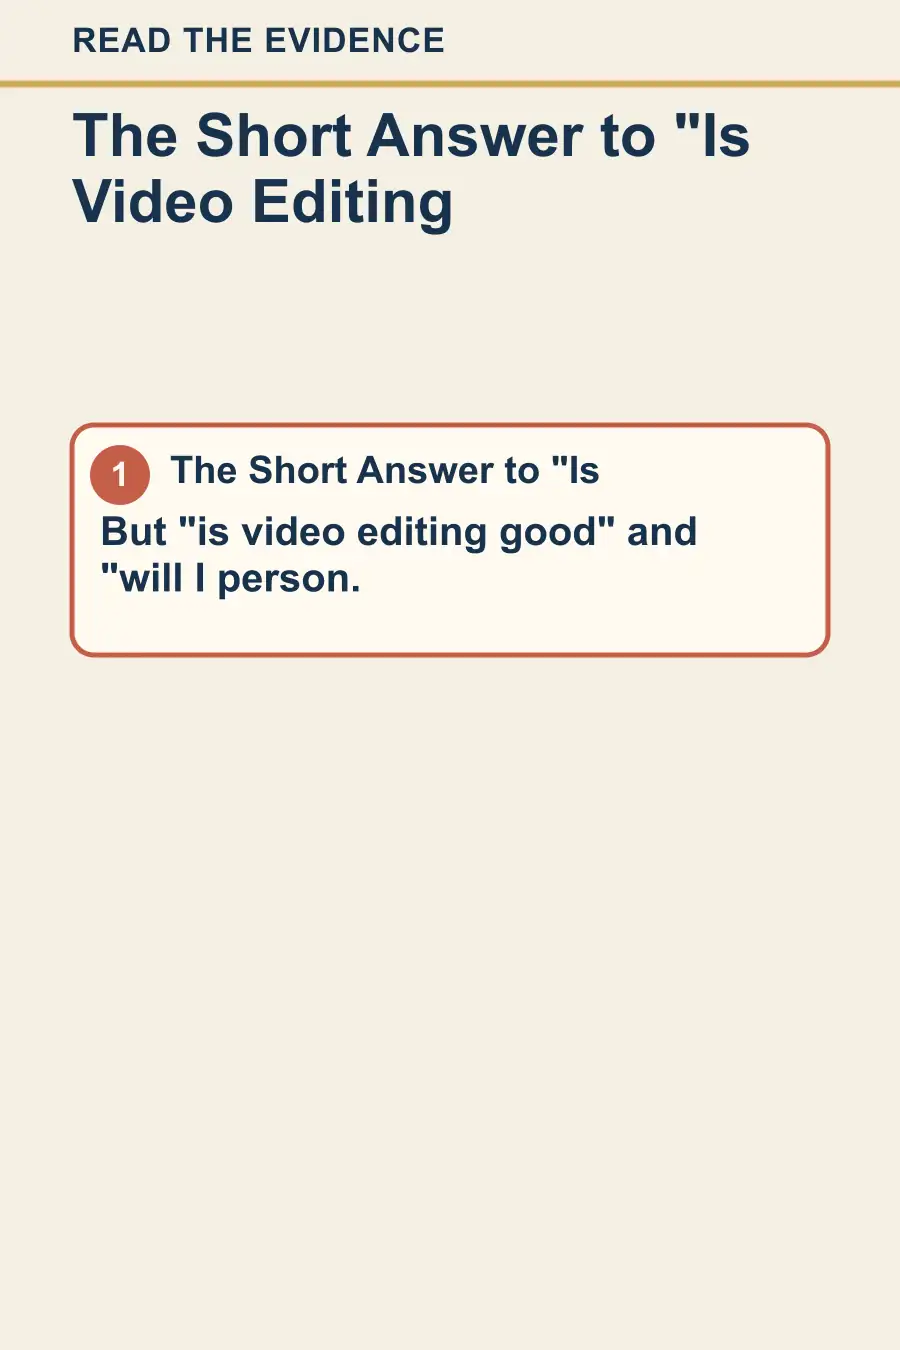 READ THE EVIDENCE
The Short Answer to "Is
Video Editing
1 The Short Answer to "Is
But "is video editing good" and
"will I person.